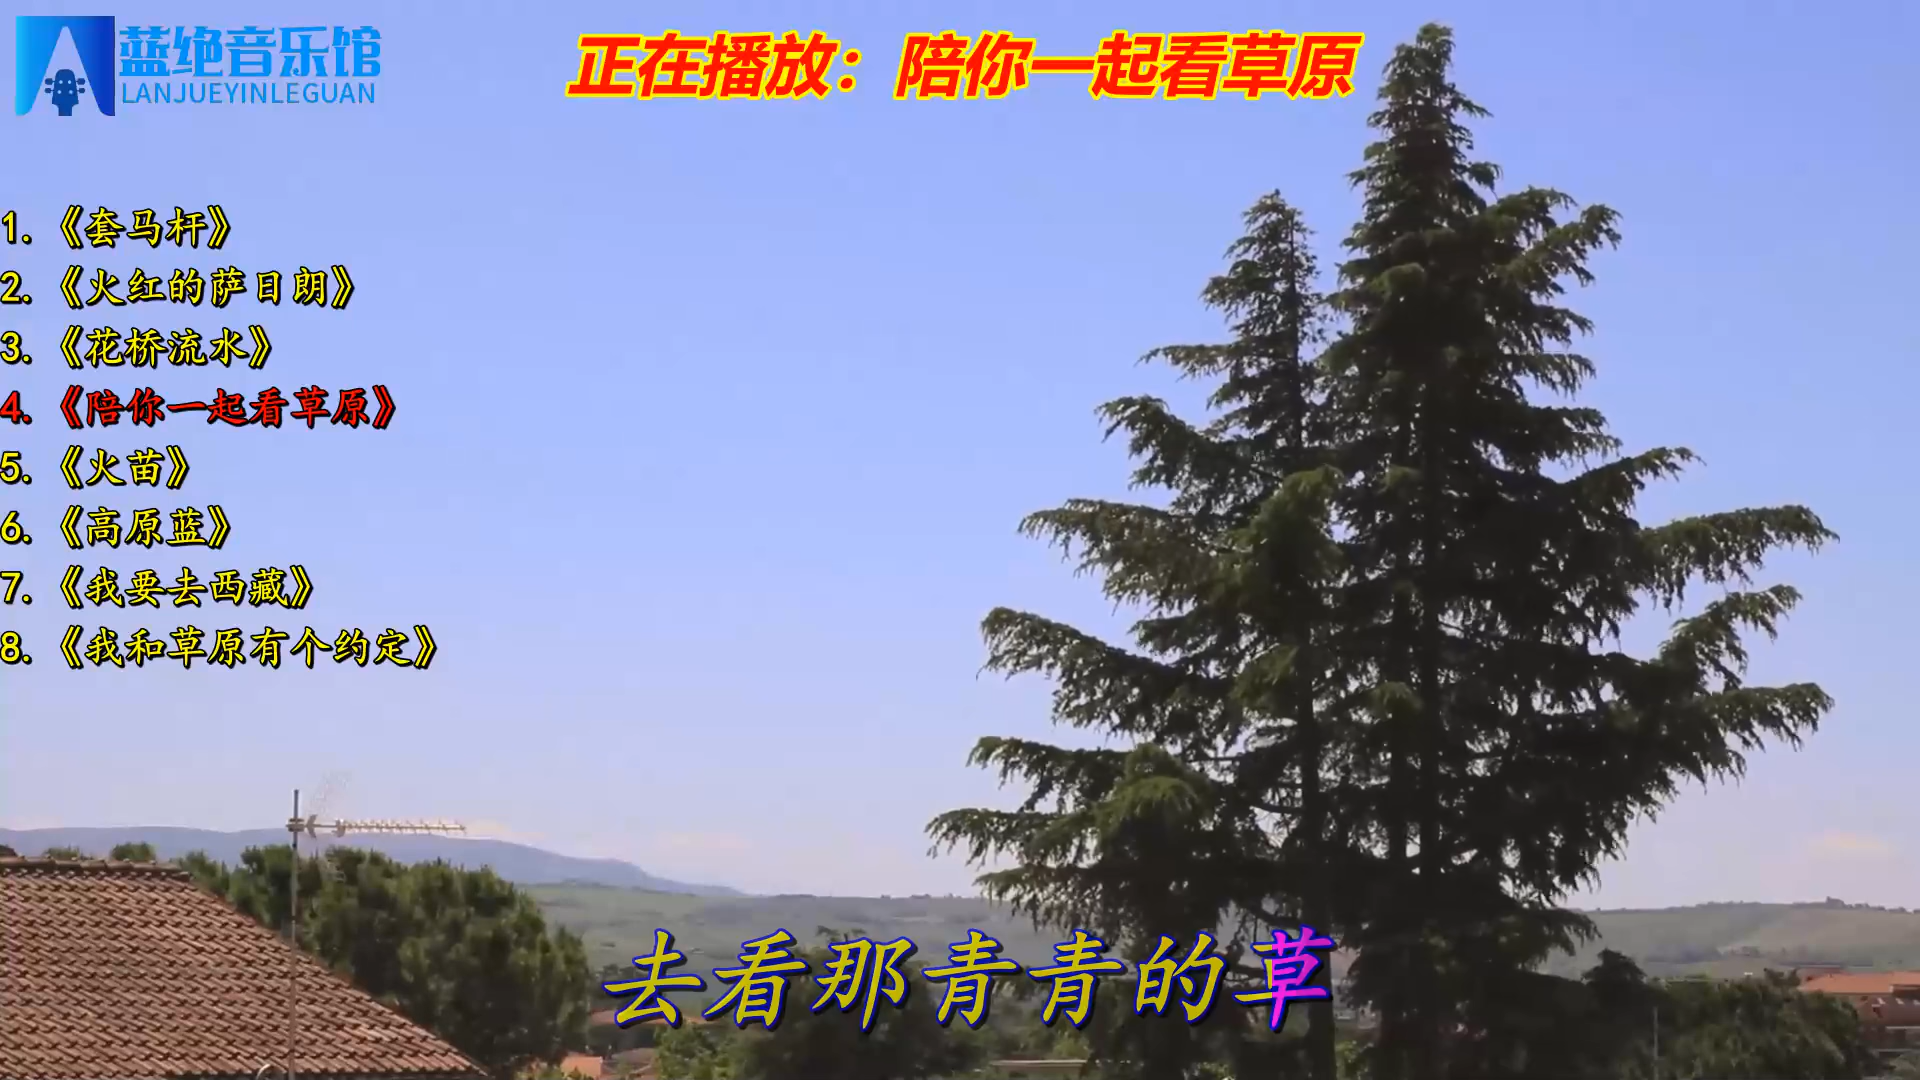 蓝绝音乐馆
LANJUEYINLEGUAN
正在播放：陪你一起看草原
1.《套马杆》
2.《火红的萨日朗》
3.《花桥流水》
4.《陪你一起看草原》
5.《火苗》
6.《高原蓝》
7.《我要去西藏》
8.《我和草原有个约定》
去看那青青的草